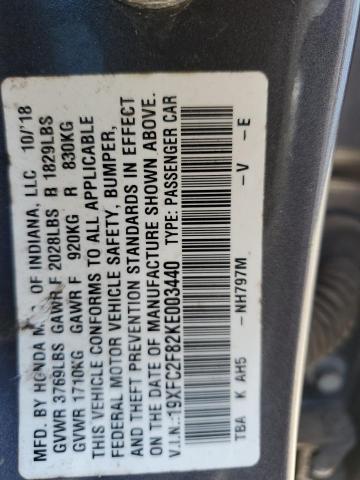 MFD. BY HONDA M OF INDIANA, LLC 10/'18
GVWR 3769LBS GAWR F 2028LBS R 1829LBS
GVWR 1710KG GAWR F 920KG R 830KG
THIS VEHICLE CONFORMS TO ALL APPLICABLE
FEDERAL MOTOR VEHICLE SAFETY, BUMPER,
AND THEFT PREVENTION STANDARDS IN EFFECT
ON THE DATE OF MANUFACTURE SHOWN ABOVE.
V.I.N.:19XFC2F82KE003440 TYPE: PASSENGER CAR
TBA K AH5 -NH797M -V -E